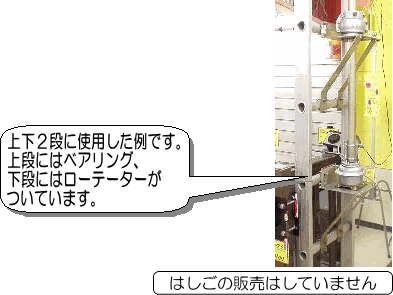 上下2段に使用した例です。
上段にはベアリング、
下段にはローテーターが
ついています。
はしごの販売はしていません